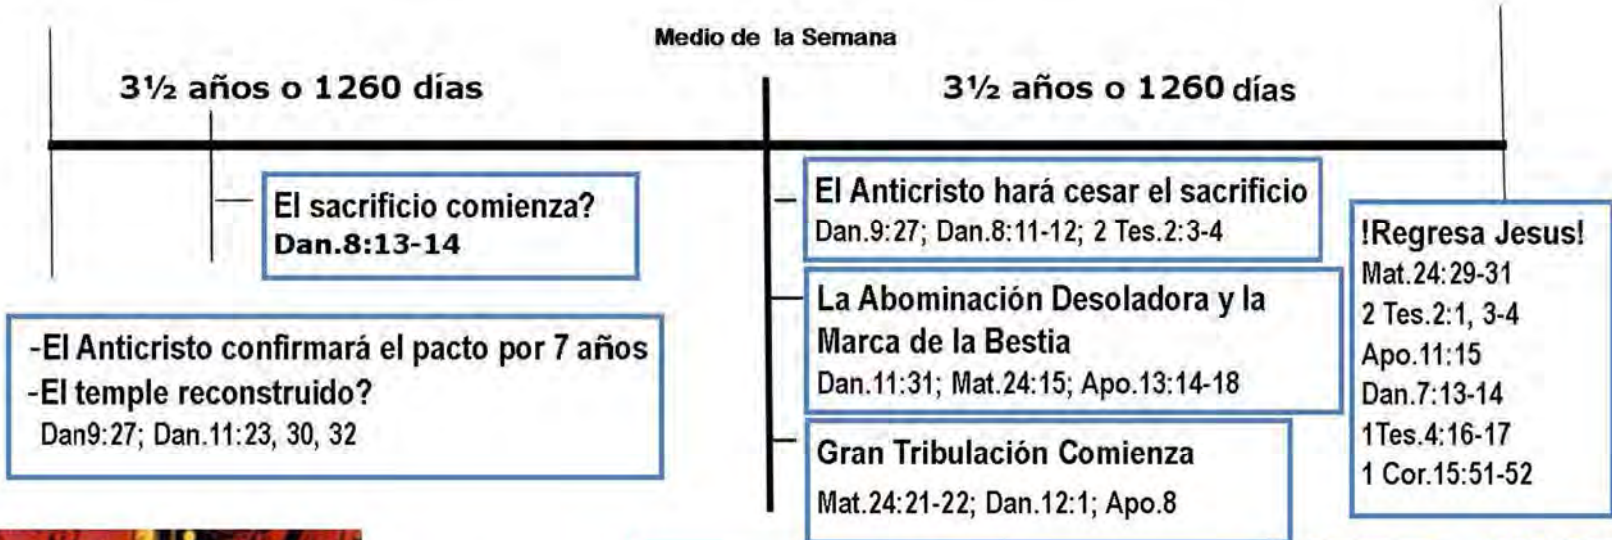 Medio de la Semana
3½ años o 1260 días
3½ años o 1260 días
El sacrificio comienza?
Dan.8:13-14
-El Anticristo confirmará el pacto por 7 años
-El temple reconstruido?
Dan9:27; Dan.11:23, 30, 32
El Anticristo hará cesar el sacrificio
Dan.9:27; Dan.8:11-12; 2 Tes.2:3-4
La Abominación Desoladora y la
Marca de la Bestia
Dan.11:31; Mat.24:15; Apo.13:14-18
Gran Tribulación Comienza
Mat.24:21-22; Dan.12:1; Apo.8
!Regresa Jesus!
Mat.24:29-31
2 Tes.2:1, 3-4
Apo.11:15
Dan.7:13-14
1Tes.4:16-17
1 Cor.15:51-52